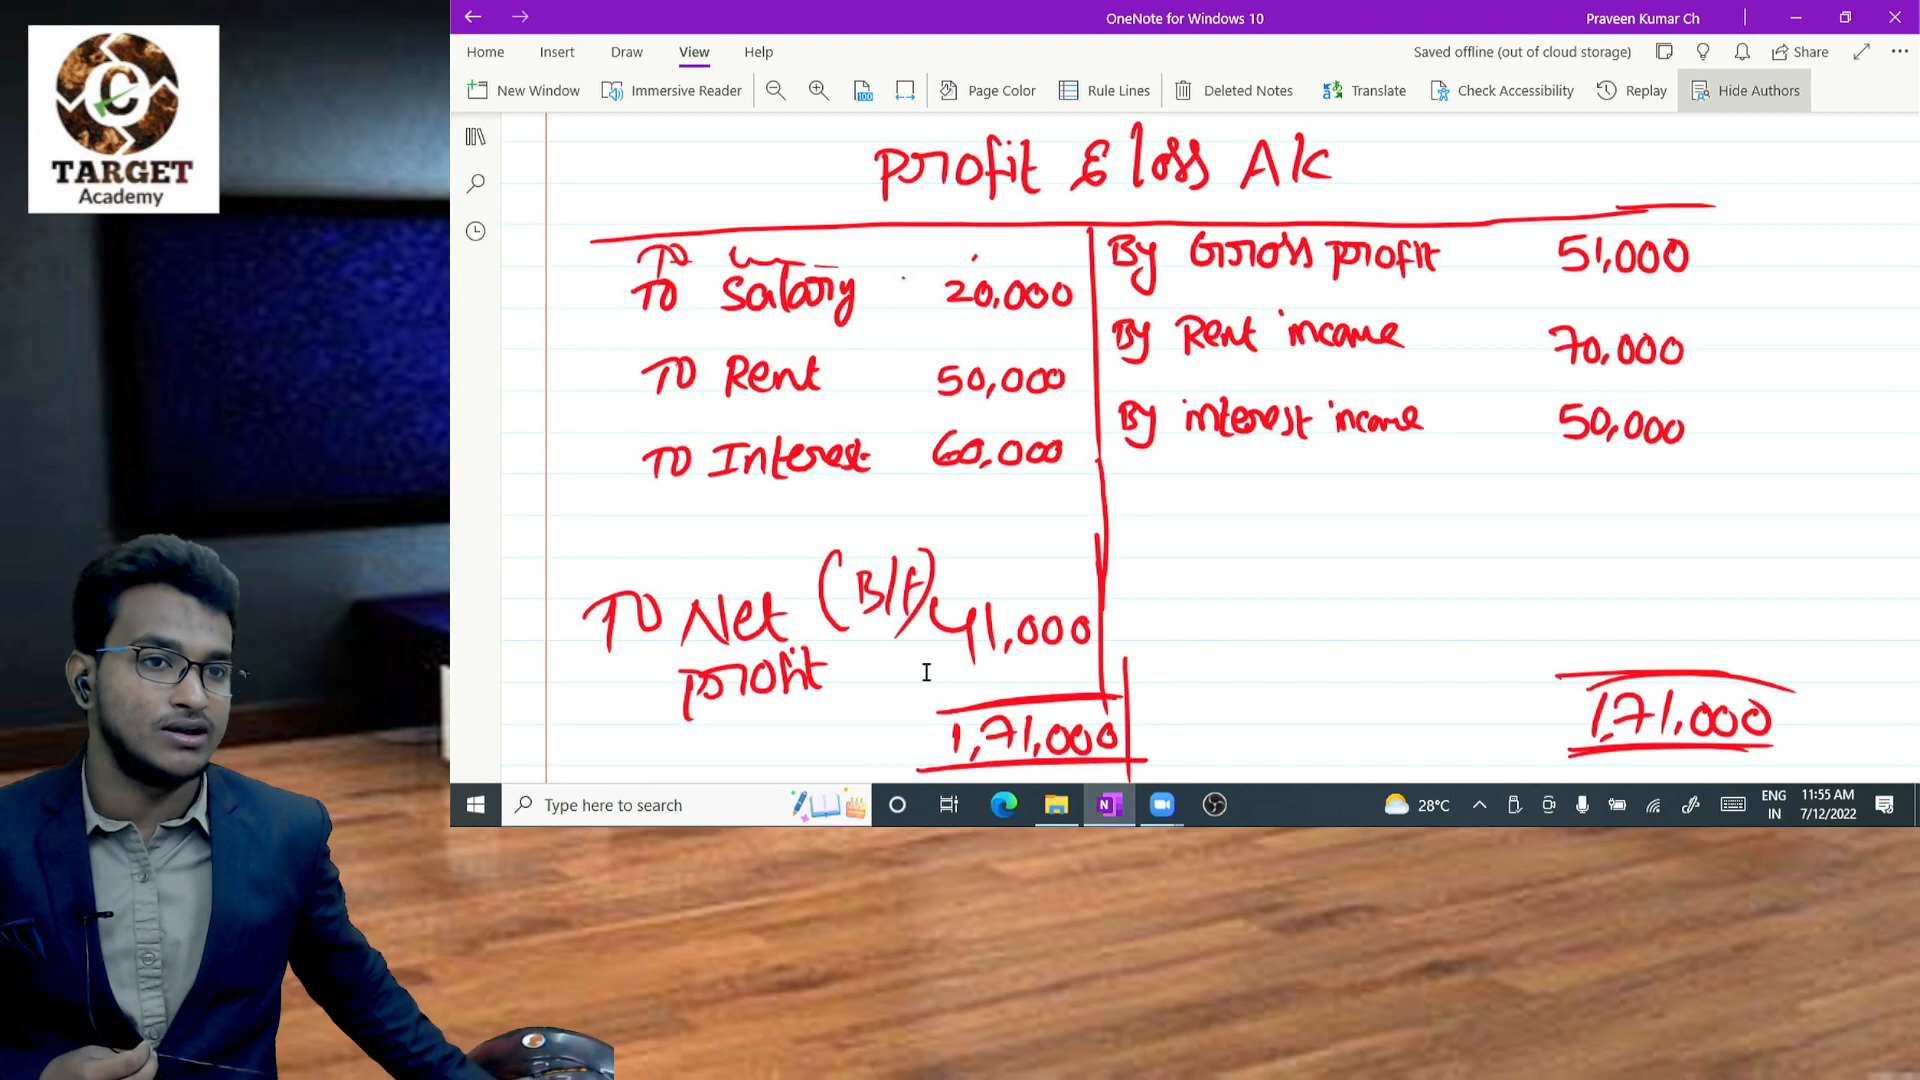 C
TARGET
Academy
OneNote for Windows 10
Praveen Kumar Ch
Home Insert Draw View Help
Saved offline (out of cloud storage)
Share
New Window Immersive Reader Page Color Rule Lines Deleted Notes Translate Check Accessibility Replay Hide Authors
Profit & loss A/c
To
To Salary 20,000
To Rent 50,000
To Interest 60,000
To Net (B/F) 41,000
profit
1,71,000
By Gross profit 51,000
By Rent income 70,000
By interest income 50,000
1,71,000
Type here to search
28°C
ENG
IN
11:55 AM
7/12/2022